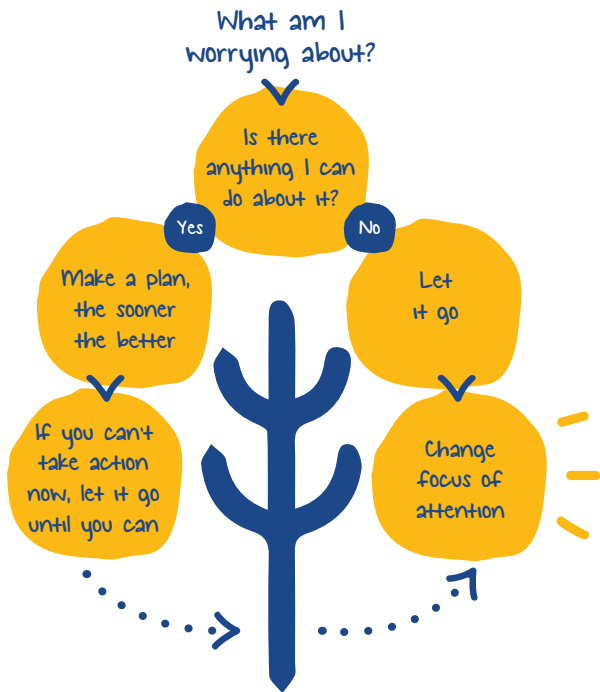 What am I
worrying about?
Is there
anything I can
do about it?
Yes
No
Make a plan,
the sooner
the better
Let
it go
If you can't
take action
now, let it go
until you can
Change
focus of
attention